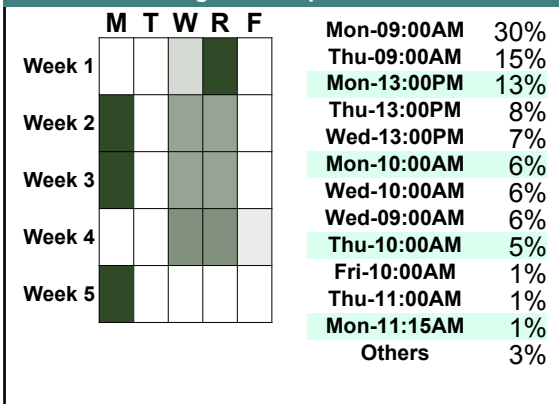 M T W R F
Week 1
Week 2
Week 3
Week 4
Week 5
Mon-09:00AM 30%
Thu-09:00AM 15%
Mon-13:00PM 13%
Thu-13:00PM 8%
Wed-13:00PM 7%
Mon-10:00AM 6%
Wed-10:00AM 6%
Wed-09:00AM 6%
Thu-10:00AM 5%
Fri-10:00AM 1%
Thu-11:00AM 1%
Mon-11:15AM 1%
Others 3%